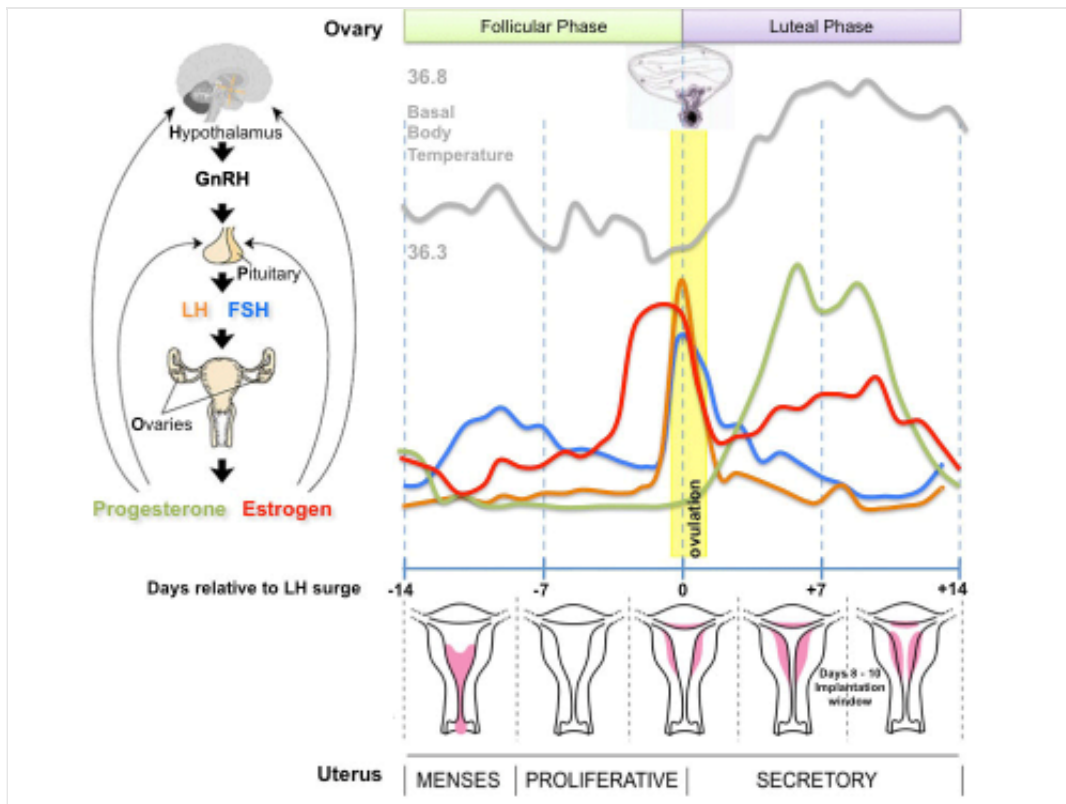 Ovary
Follicular Phase
Luteal Phase
Hypothalamus
GnRH
Pituitary
LH FSH
Ovaries
Progesterone Estrogen
36.8
Basal
Body
Temperature
36.3
ovulation
Days relative to LH surge
-14
-7
0
+7
+14
Days 8 - 10
Implantation
window
Uterus
MENSES
PROLIFERATIVE
SECRETORY